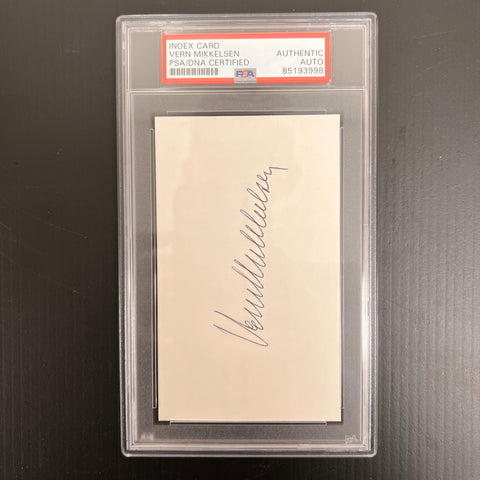 INDEX CARD
VERN MIKKELSEN
PSA/DNA CERTIFIED
AUTHENTIC
AUTO
85193998
PSA
Vern Mikkelsen